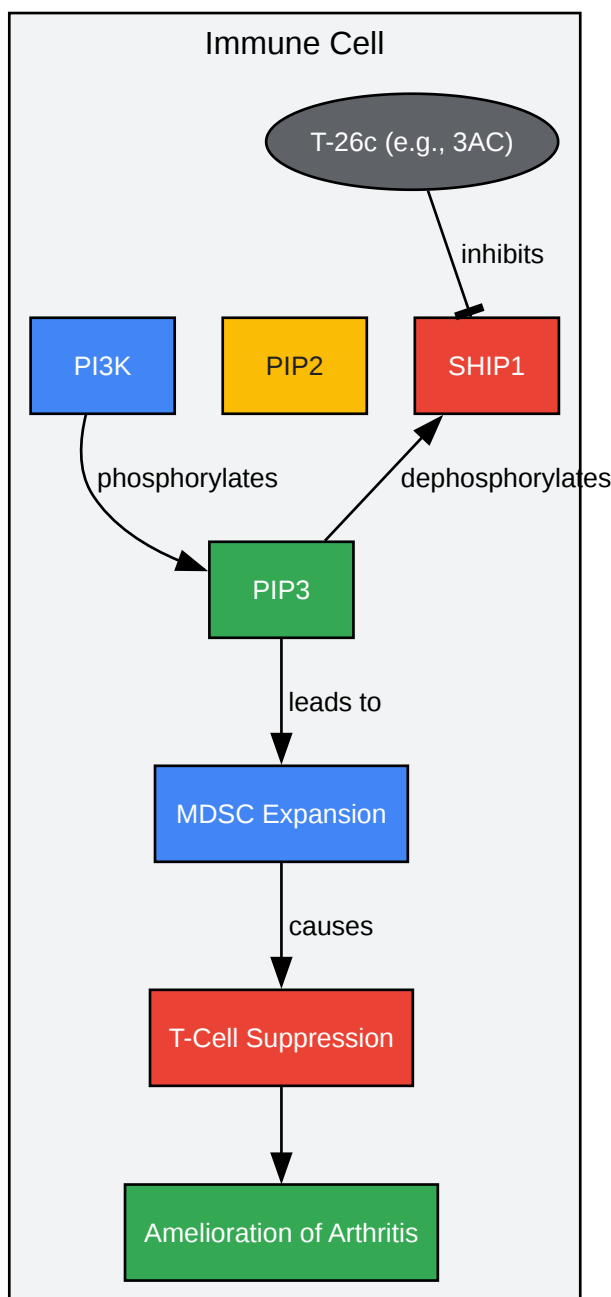 Immune Cell
T-26c (e.g., 3AC)
inhibits
PI3K
PIP2
SHIP1
phosphorylates
dephosphorylates
PIP3
leads to
MDSC Expansion
causes
T-Cell Suppression
Amelioration of Arthritis